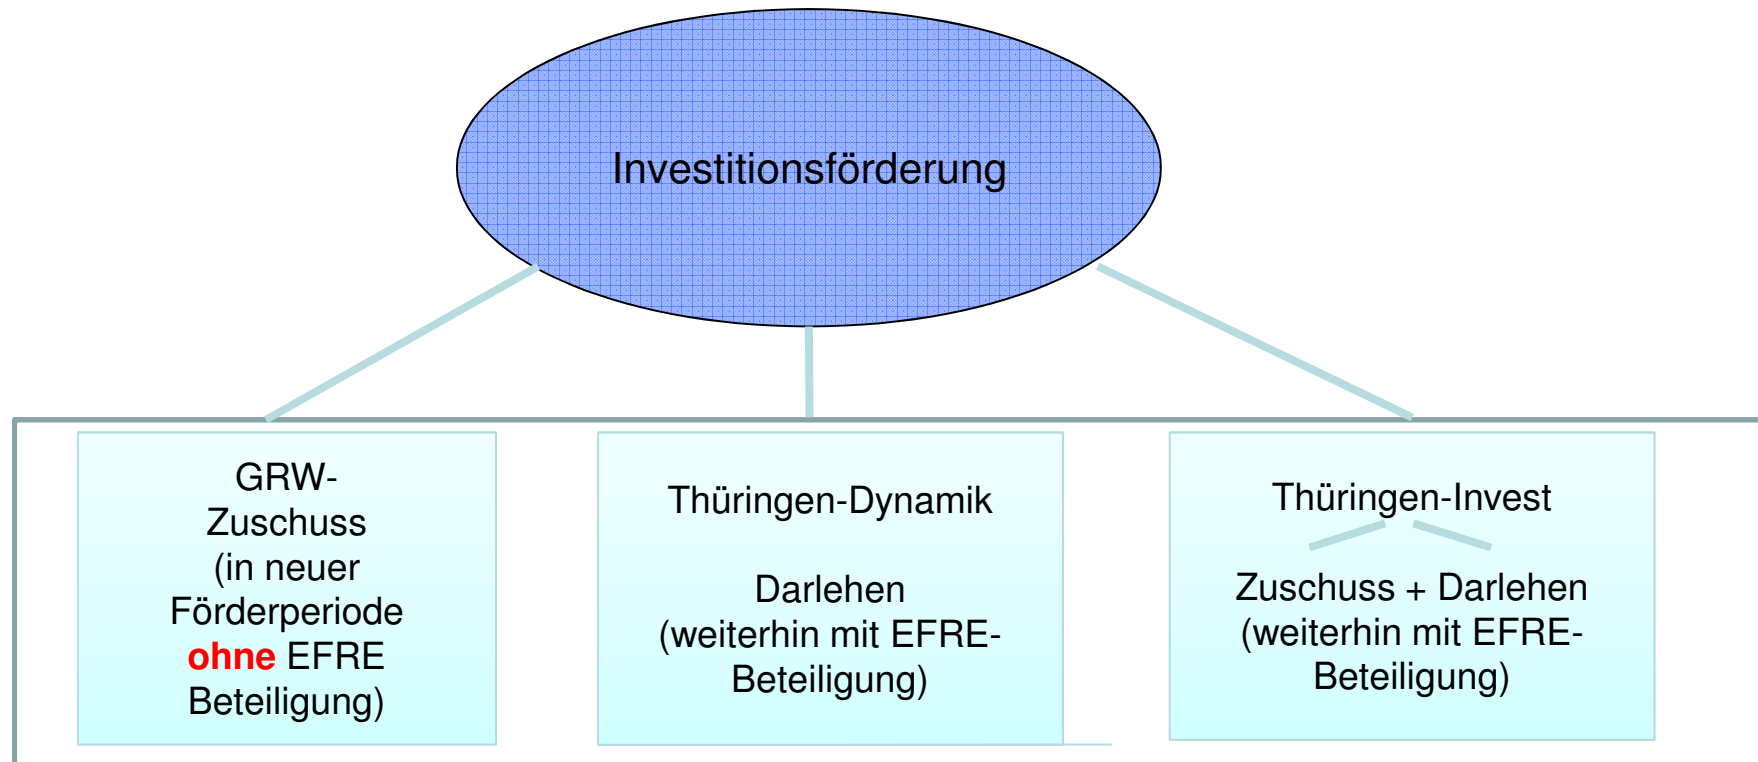 Investitionsförderung
GRW-
Zuschuss
(in neuer
Förderperiode
ohne EFRE
Beteiligung)
Thüringen-Dynamik
Darlehen
(weiterhin mit EFRE-
Beteiligung)
Thüringen-Invest
Zuschuss + Darlehen
(weiterhin mit EFRE-
Beteiligung)